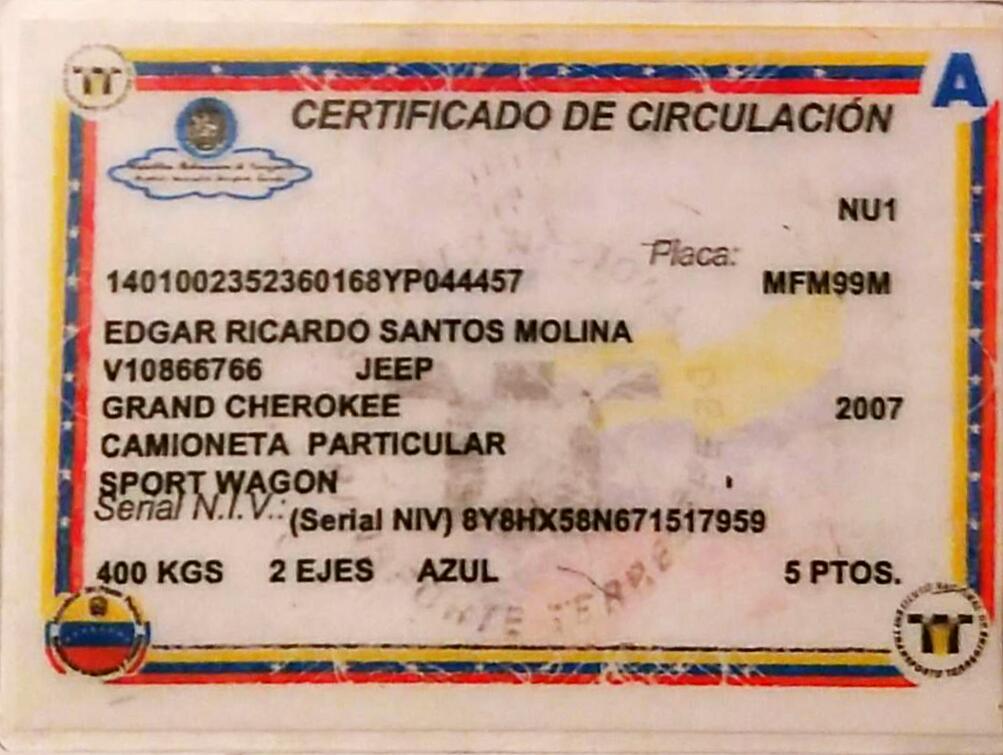 A
CERTIFICADO DE CIRCULACIÓN
NU1
Placa:
1401002352360168YP044457 MFM99M
EDGAR RICARDO SANTOS MOLINA
V10866766 JEEP
GRAND CHEROKEE 2007
CAMIONETA PARTICULAR
SPORT WAGON
Serial N.I.V.: (Serial NIV) 8Y8HX58N671517959
400 KGS 2 EJES AZUL 5 PTOS.